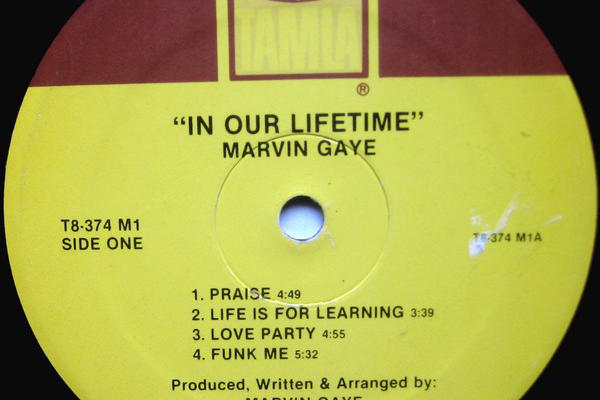 TAMLA
®
“IN OUR LIFETIME”
MARVIN GAYE
T8-374 M1
SIDE ONE
T8-374 M1A
1. PRAISE 4:49
2. LIFE IS FOR LEARNING 3:39
3. LOVE PARTY 4:55
4. FUNK ME 5:32
Produced, Written & Arranged by:
MARVIN GAYE